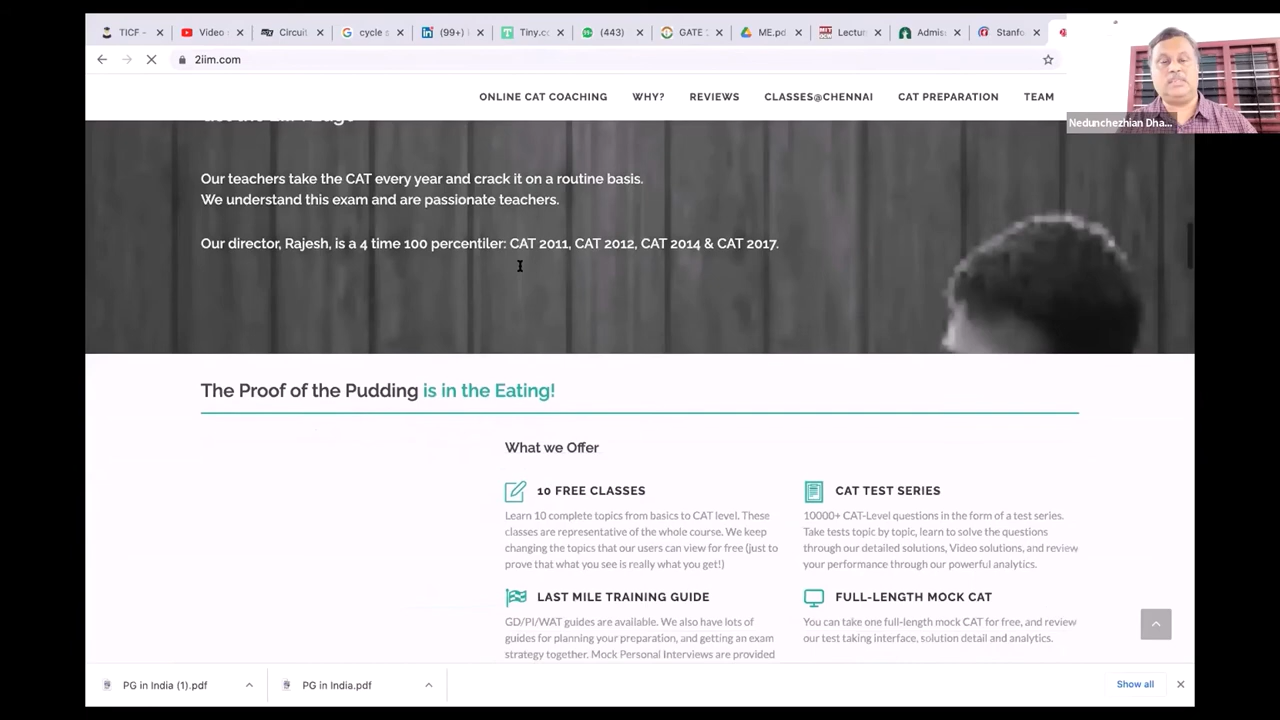 TICF -
Video
Circuit
cycle s
(99+)
Tiny.cc
(443)
GATE
ME.pd
Lectur
Admis
Stanfo
2iim.com
ONLINE CAT COACHING
WHY?
REVIEWS
CLASSES@CHENNAI
CAT PREPARATION
TEAM
Nedunchezhian Dha...
Our teachers take the CAT every year and crack it on a routine basis.
We understand this exam and are passionate teachers.
Our director, Rajesh, is a 4 time 100 percentiler: CAT 2011, CAT 2012, CAT 2014 & CAT 2017.
The Proof of the Pudding is in the Eating!
What we Offer
10 FREE CLASSES
Learn 10 complete topics from basics to CAT level. These
classes are representative of the whole course. We keep
changing the topics that our users can view for free (just to
prove that what you see is really what you get!)
CAT TEST SERIES
10000+ CAT-Level questions in the form of a test series.
Take tests topic by topic, learn to solve the questions
through our detailed solutions, Video solutions, and review
your performance through our powerful analytics.
LAST MILE TRAINING GUIDE
GD/PI/WAT guides are available. We also have lots of
guides for planning your preparation, and getting an exam
strategy together. Mock Personal Interviews are provided
FULL-LENGTH MOCK CAT
You can take one full-length mock CAT for free, and review
our test taking interface, solution detail and analytics.
PG in India (1).pdf
PG in India.pdf
Show all